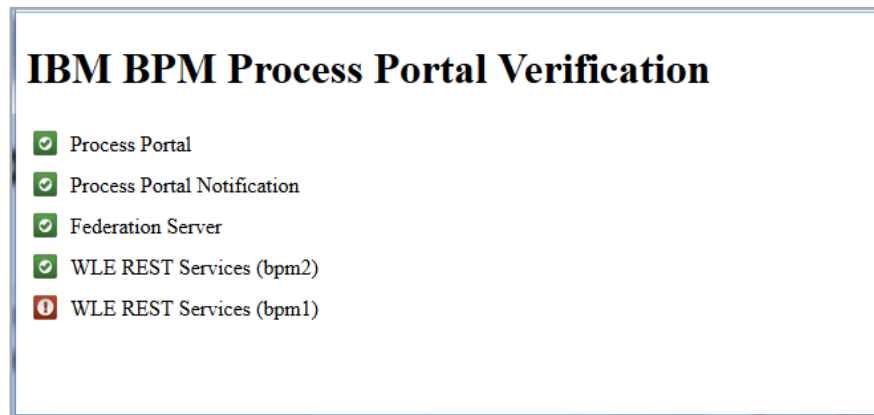 IBM BPM Process Portal Verification
Process Portal
Process Portal Notification
Federation Server
WLE REST Services (bpm2)
WLE REST Services (bpm1)